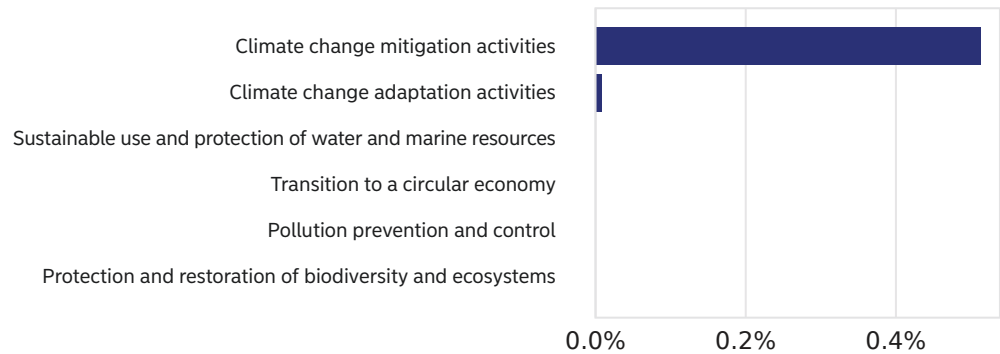 Climate change mitigation activities
Climate change adaptation activities
Sustainable use and protection of water and marine resources
Transition to a circular economy
Pollution prevention and control
Protection and restoration of biodiversity and ecosystems
0.0% 0.2% 0.4%